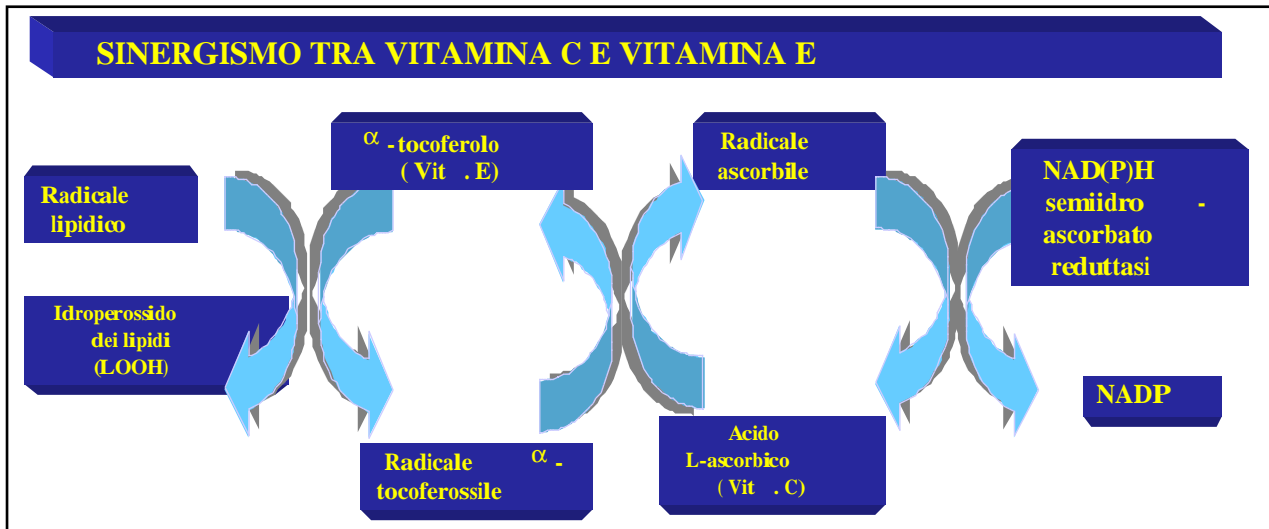 SINERGISMO TRA VITAMINA C E VITAMINA E
α -tocoferolo
( Vit . E)
Radicale
ascorbile
Radicale
lipidico
NAD(P)H
semiidro -
ascorbato
reduttasi
Idroperossido
dei lipidi
(LOOH)
NADP
Radicale α -
tocoferossile
Acido
L-ascorbico
( Vit . C)